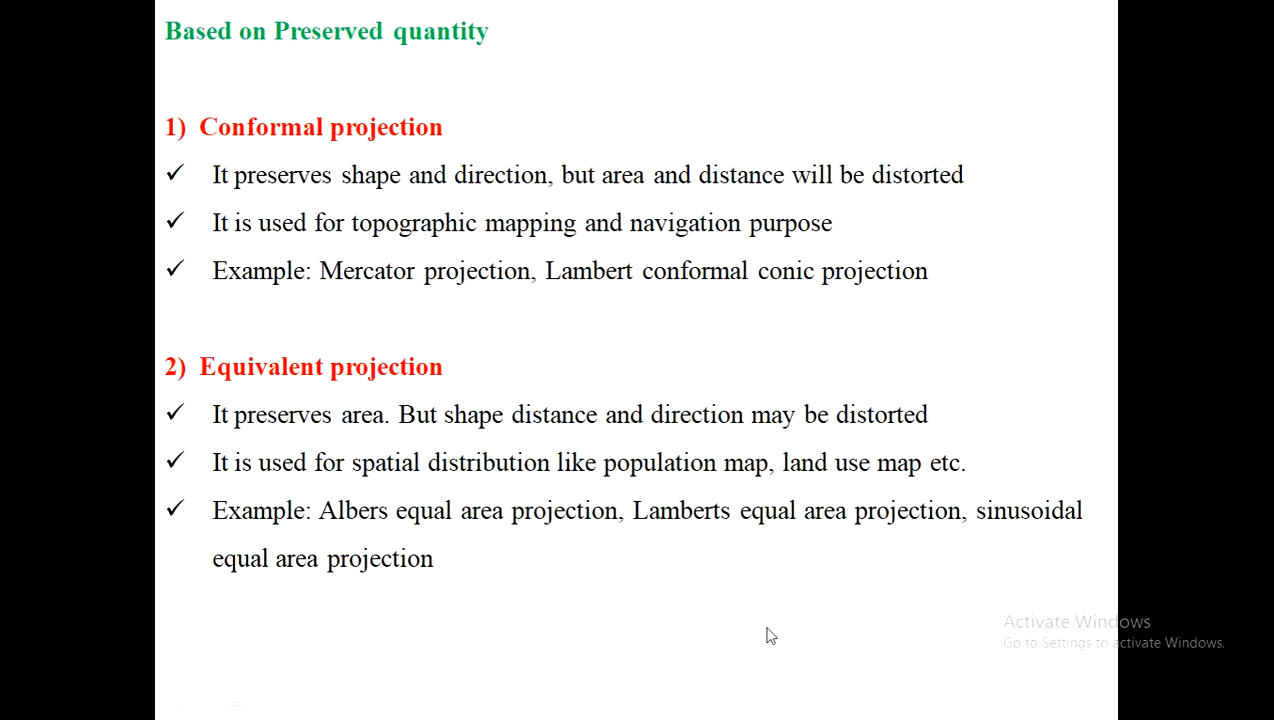 Based on Preserved quantity
1) Conformal projection
✓ It preserves shape and direction, but area and distance will be distorted
✓ It is used for topographic mapping and navigation purpose
✓ Example: Mercator projection, Lambert conformal conic projection
2) Equivalent projection
✓ It preserves area. But shape distance and direction may be distorted
✓ It is used for spatial distribution like population map, land use map etc.
✓ Example: Albers equal area projection, Lamberts equal area projection, sinusoidal
equal area projection
Activate Windows
Go to Settings to activate Windows.